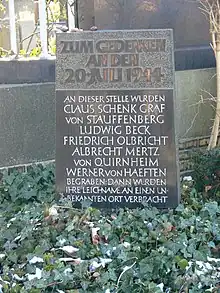 ZUM GEDENKEN
AN DEN
20·JULI 1944
AN DIESER STELLE WURDEN
CLAUS SCHENK GRAF
VON STAUFFENBERG
LUDWIG BECK
FRIEDRICH OLBRICHT
ALBRECHT MERTZ
VON QUIRNHEIM
WERNER VON HAEFTEN
BEGRABEN·DANN WURDEN
IHRE LEICHNAME AN EINEN UN-
BEKANNTEN ORT VERBRACHT